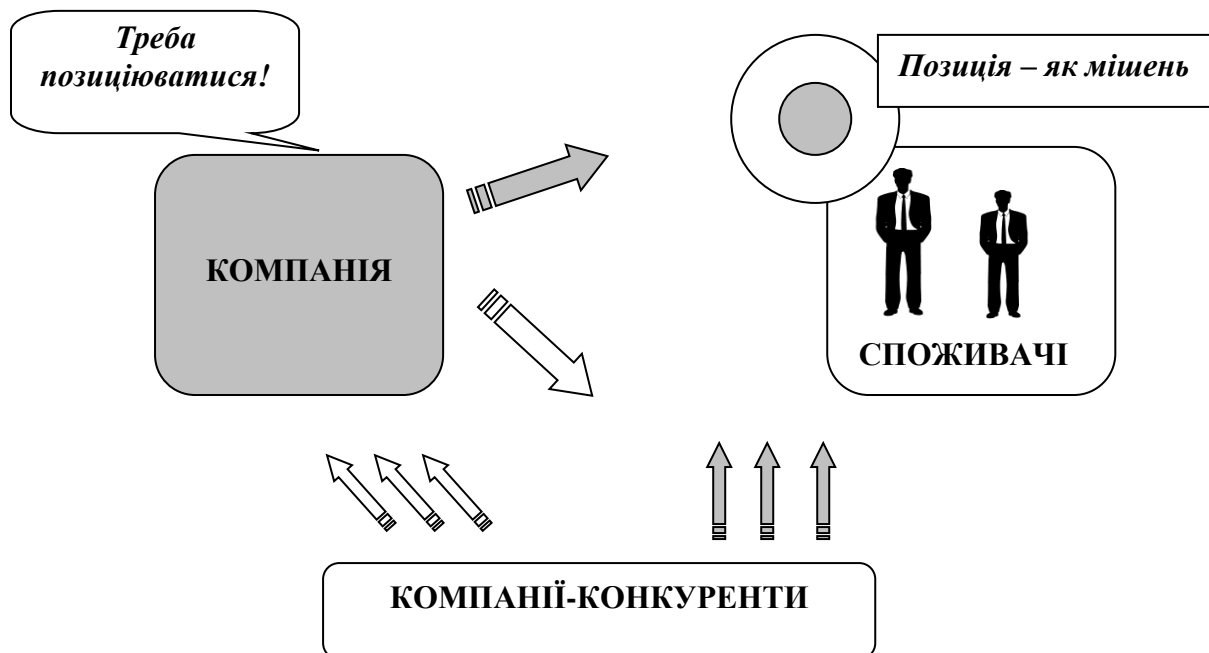 Треба
позиціюватися!
Позиція – як мішень
КОМПАНІЯ
СПОЖИВАЧІ
КОМПАНІЇ-КОНКУРЕНТИ